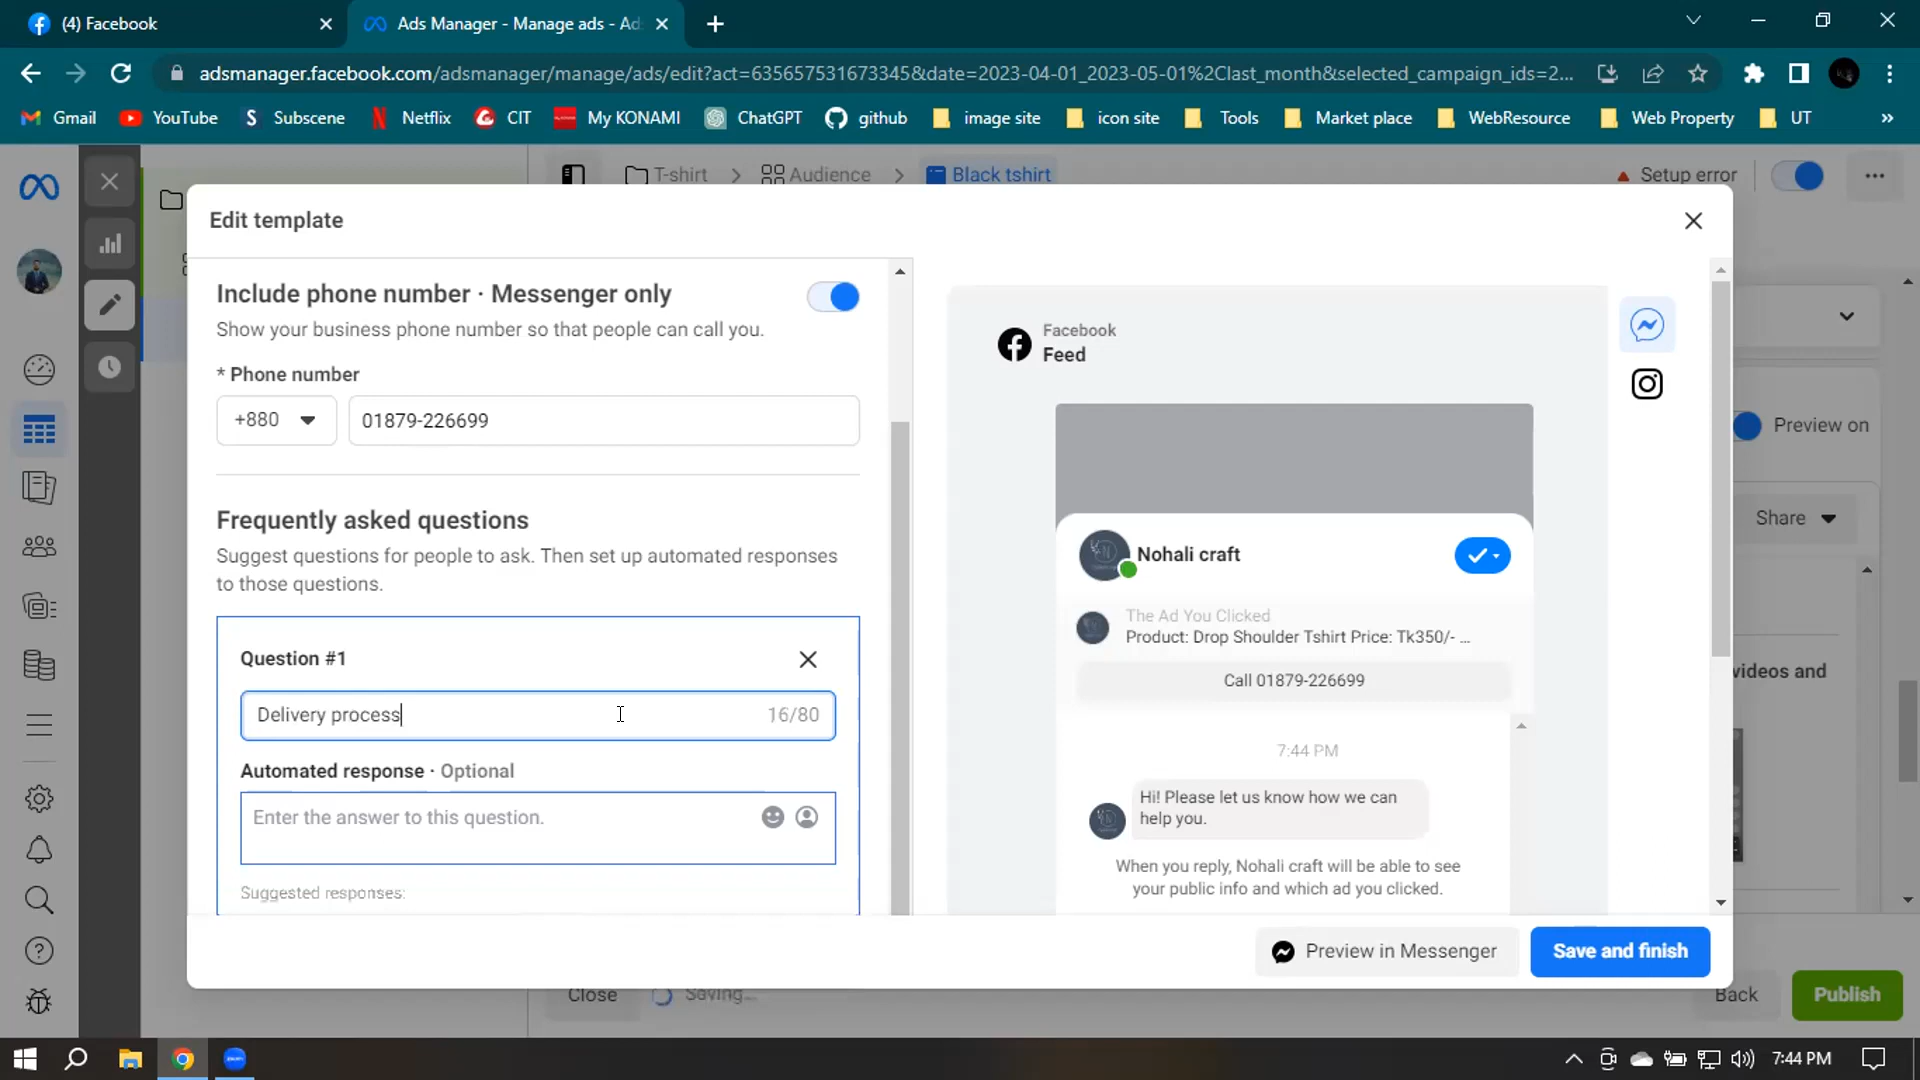 (4) Facebook
Ads Manager - Manage ads - Ad
adsmanager.facebook.com/adsmanager/manage/ads/edit?act=635657531673345&date=2023-04-01_2023-05-01%2Clast_month&selected_campaign_ids=2...
Gmail
YouTube
Subscene
Netflix
CIT
My KONAMI
ChatGPT
github
image site
icon site
Tools
Market place
WebResource
Web Property
UT
»
T-shirt
Audience
Black tshirt
Setup error
Edit template
Include phone number · Messenger only
Show your business phone number so that people can call you.
* Phone number
+880
01879-226699
Frequently asked questions
Suggest questions for people to ask. Then set up automated responses
to those questions.
Question #1
Delivery process
16/80
Automated response · Optional
Enter the answer to this question.
Suggested responses:
Facebook
Feed
Nohali craft
The Ad You Clicked
Product: Drop Shoulder Tshirt Price: Tk350/- ...
Call 01879-226699
7:44 PM
Hi! Please let us know how we can
help you.
When you reply, Nohali craft will be able to see
your public info and which ad you clicked.
Preview in Messenger
Save and finish
Preview on
Share
videos and
Close
Saving...
Back
Publish
7:44 PM